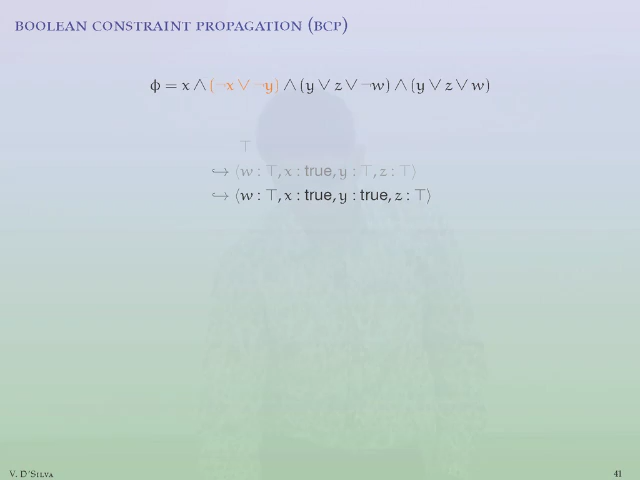 BOOLEAN CONSTRAINT PROPAGATION (BCP)
ϕ = x ∧ (¬x ∨ ¬y) ∧ (y ∨ z ∨ ¬w) ∧ (y ∨ z ∨ w)
⊤
↪ ⟨w : ⊤, x : true, y : ⊤, z : ⊤⟩
↪ ⟨w : ⊤, x : true, y : true, z : ⊤⟩
V. D'Silva
41